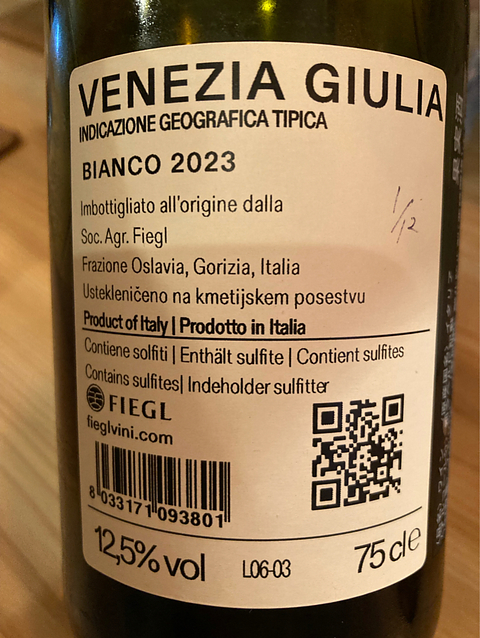 VENEZIA GIULIA
INDICAZIONE GEOGRAFICA TIPICA
BIANCO 2023
1/12
Imbottigliato all'origine dalla
Soc. Agr. Fiegl
Frazione Oslavia, Gorizia, Italia
Ustekleničeno na kmetijskem posestvu
Product of Italy | Prodotto in Italia
Contiene solfiti | Enthält sulfite | Contient sulfites
Contains sulfites| Indeholder sulfitter
FIEGL
fieglvini.com
8 033171 093801
12,5% vol
L06-03
75 cl e